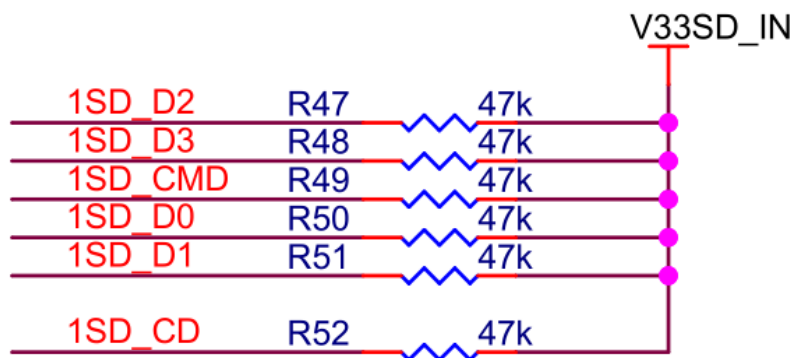 V33SD_IN
1SD_D2 R47 47k
1SD_D3 R48 47k
1SD_CMD R49 47k
1SD_D0 R50 47k
1SD_D1 R51 47k
1SD_CD R52 47k